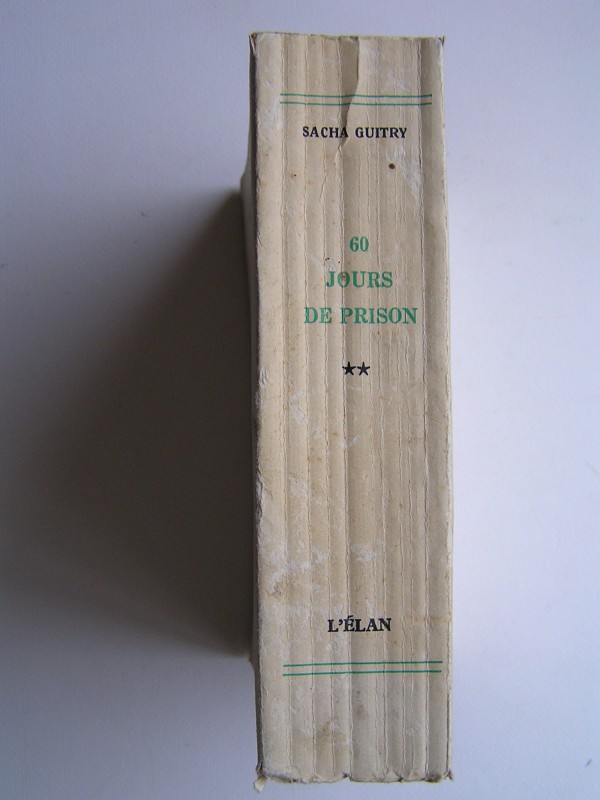 SACHA GUITRY
60
JOURS
DE PRISON
★★
L'ÉLAN